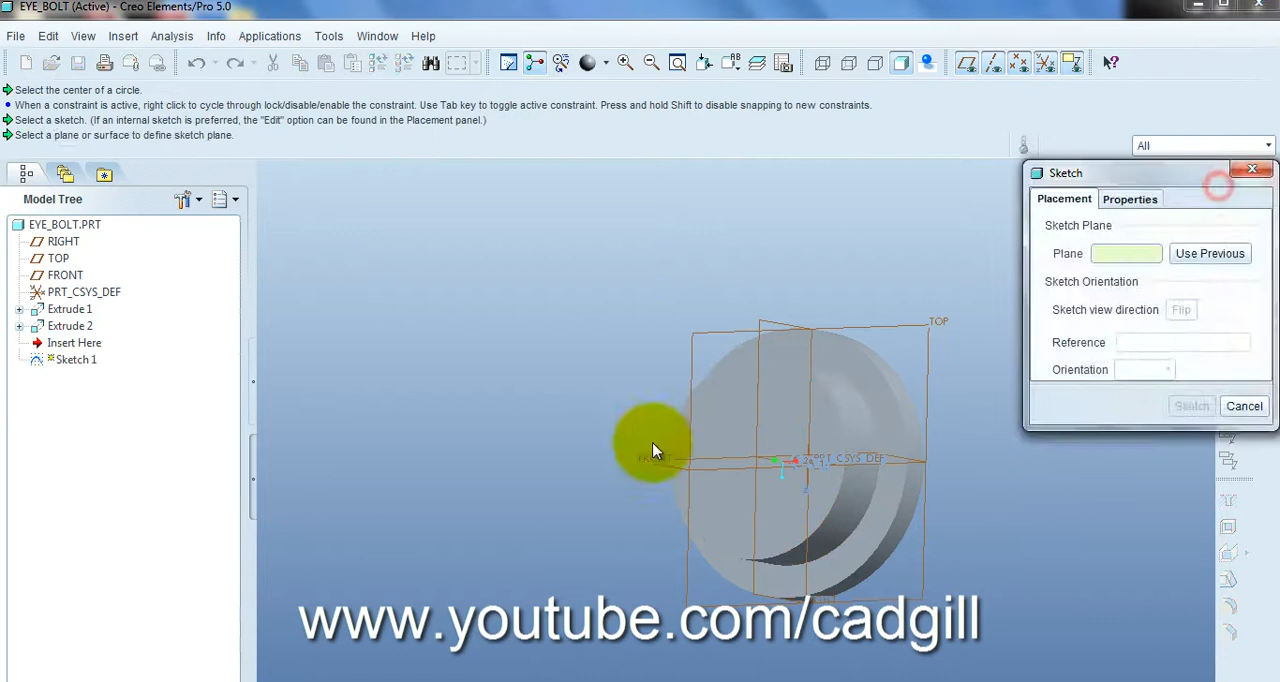 EYE_BOLT (Active) - Creo Elements/Pro 5.0
File Edit View Insert Analysis Info Applications Tools Window Help
Select the center of a circle.
When a constraint is active, right click to cycle through lock/disable/enable the constraint. Use Tab key to toggle active constraint. Press and hold Shift to disable snapping to new constraints.
Select a sketch. (If an internal sketch is preferred, the "Edit" option can be found in the Placement panel.)
Select a plane or surface to define sketch plane.
All
Model Tree
EYE_BOLT.PRT
RIGHT
TOP
FRONT
PRT_CSYS_DEF
Extrude 1
Extrude 2
Insert Here
Sketch 1
Sketch
Placement Properties
Sketch Plane
Plane Use Previous
Sketch Orientation
Sketch view direction Flip
Reference
Orientation
Sketch Cancel
TOP
FRONT
PRT_CSYS_DEF
www.youtube.com/cadgill